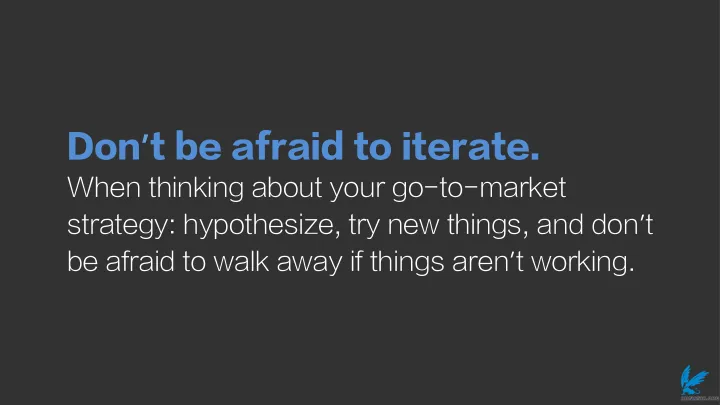 Don't be afraid to iterate.
When thinking about your go-to-market
strategy: hypothesize, try new things, and don't
be afraid to walk away if things aren't working.